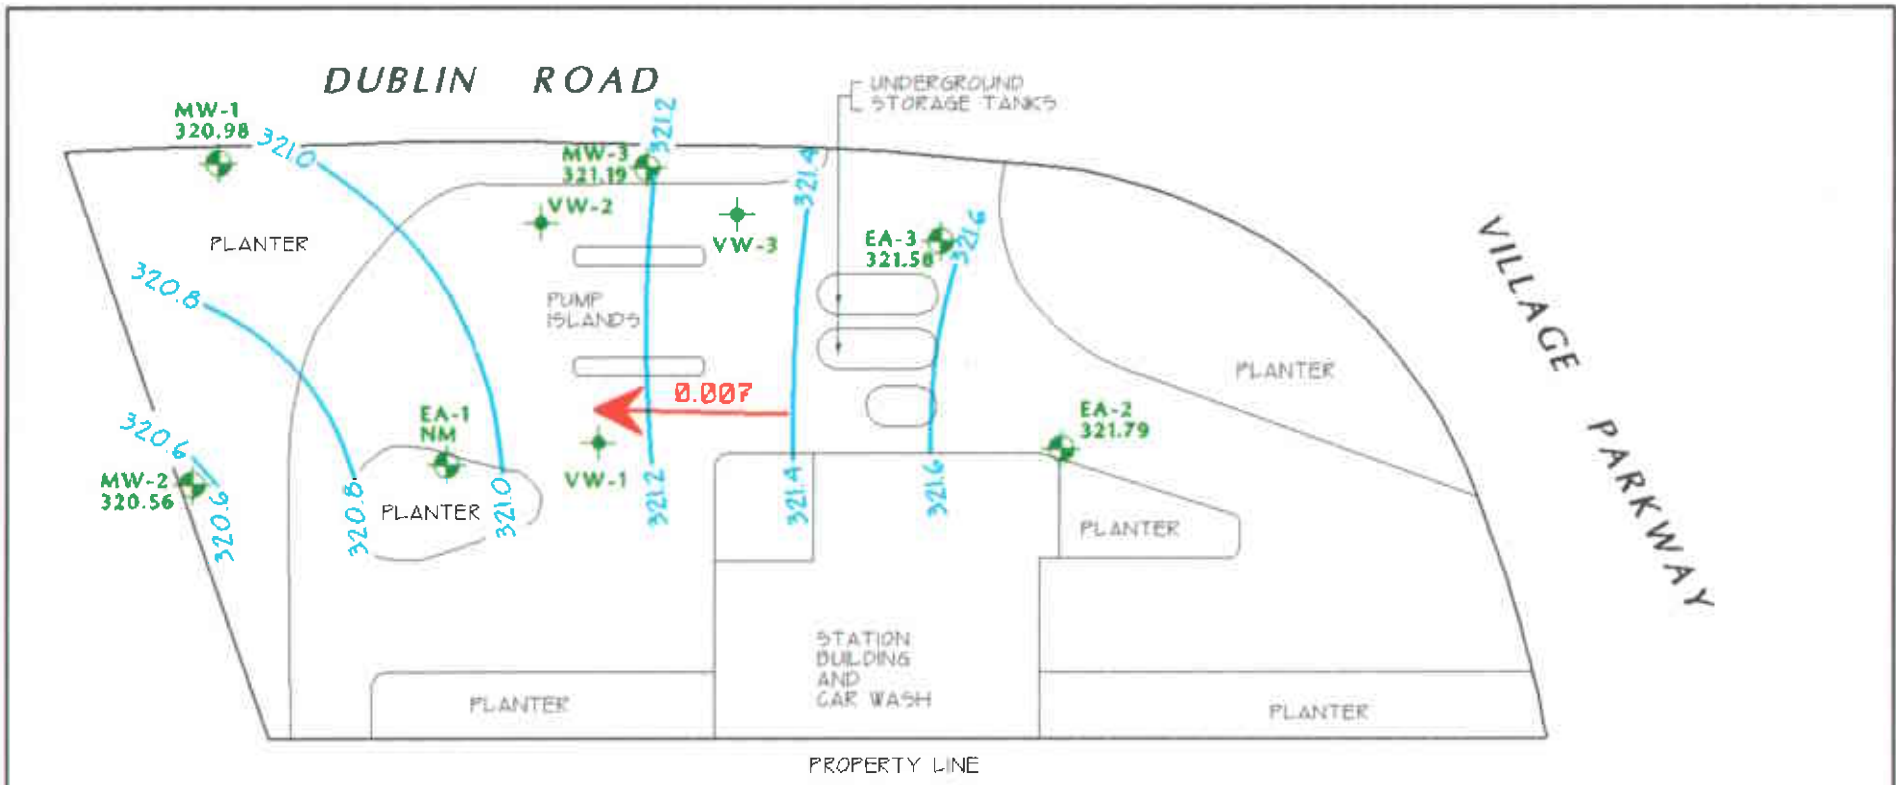 DUBLIN ROAD
UNDERGROUND
STORAGE TANKS
MW-1
320.98
321.0
321.2
MW-3
321.19
321.4
VW-2
VW-3
EA-3
321.6
PLANTER
320.8
PUMP
ISLANDS
VILLAGE PARKWAY
PLANTER
0.007
EA-1
NM
EA-2
321.79
320.6
MW-2
320.56
VW-1
320.6
320.8
PLANTER
321.0
321.2
321.4
321.6
PLANTER
STATION
BUILDING
AND
CAR WASH
PLANTER
PLANTER
PROPERTY LINE